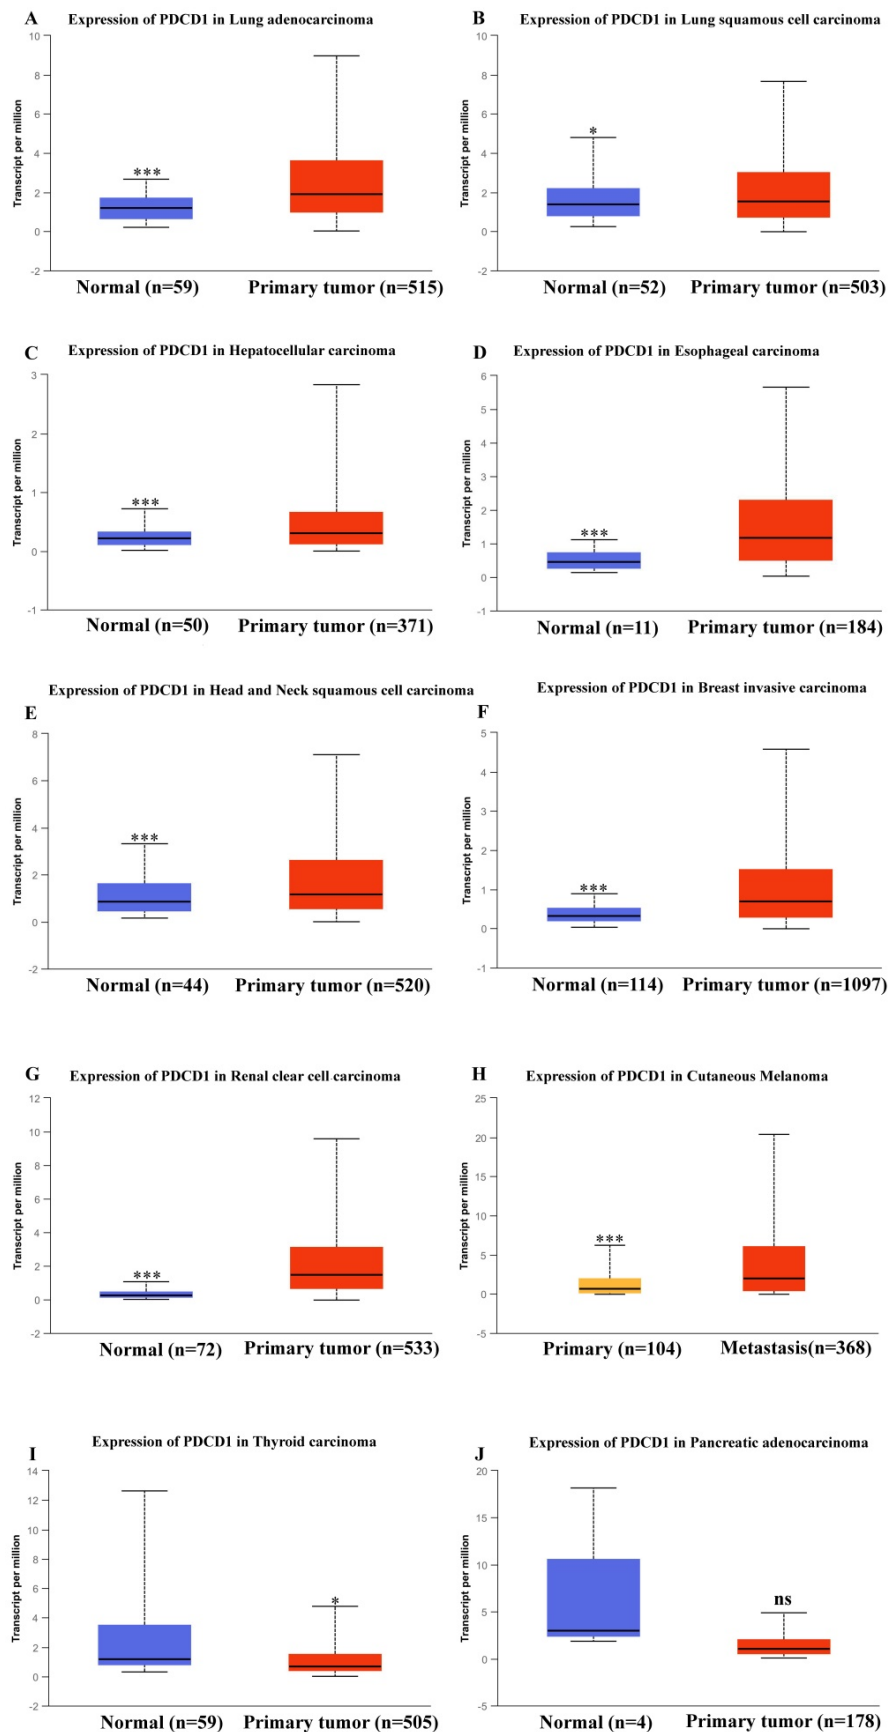 A
Expression of PDCD1 in Lung adenocarcinoma
Transcript per million
10
8
6
4
2
0
-2
***
Normal (n=59)
Primary tumor (n=515)
B
Expression of PDCD1 in Lung squamous cell carcinoma
Transcript per million
10
8
6
4
2
0
-2
*
Normal (n=52)
Primary tumor (n=503)
C
Expression of PDCD1 in Hepatocellular carcinoma
Transcript per million
3
2
1
0
-1
***
Normal (n=50)
Primary tumor (n=371)
D
Expression of PDCD1 in Esophageal carcinoma
Transcript per million
6
5
4
3
2
1
0
-1
***
Normal (n=11)
Primary tumor (n=184)
E
Expression of PDCD1 in Head and Neck squamous cell carcinoma
Transcript per million
8
6
4
2
0
-2
***
Normal (n=44)
Primary tumor (n=520)
F
Expression of PDCD1 in Breast invasive carcinoma
Transcript per million
5
4
3
2
1
0
-1
***
Normal (n=114)
Primary tumor (n=1097)
G
Expression of PDCD1 in Renal clear cell carcinoma
Transcript per million
12
10
8
6
4
2
0
-2
***
Normal (n=72)
Primary tumor (n=533)
H
Expression of PDCD1 in Cutaneous Melanoma
Transcript per million
25
20
15
10
5
0
-5
***
Primary (n=104)
Metastasis(n=368)
I
Expression of PDCD1 in Thyroid carcinoma
Transcript per million
14
12
10
8
6
4
2
0
-2
*
Normal (n=59)
Primary tumor (n=505)
J
Expression of PDCD1 in Pancreatic adenocarcinoma
Transcript per million
20
15
10
5
0
-5
ns
Normal (n=4)
Primary tumor (n=178)